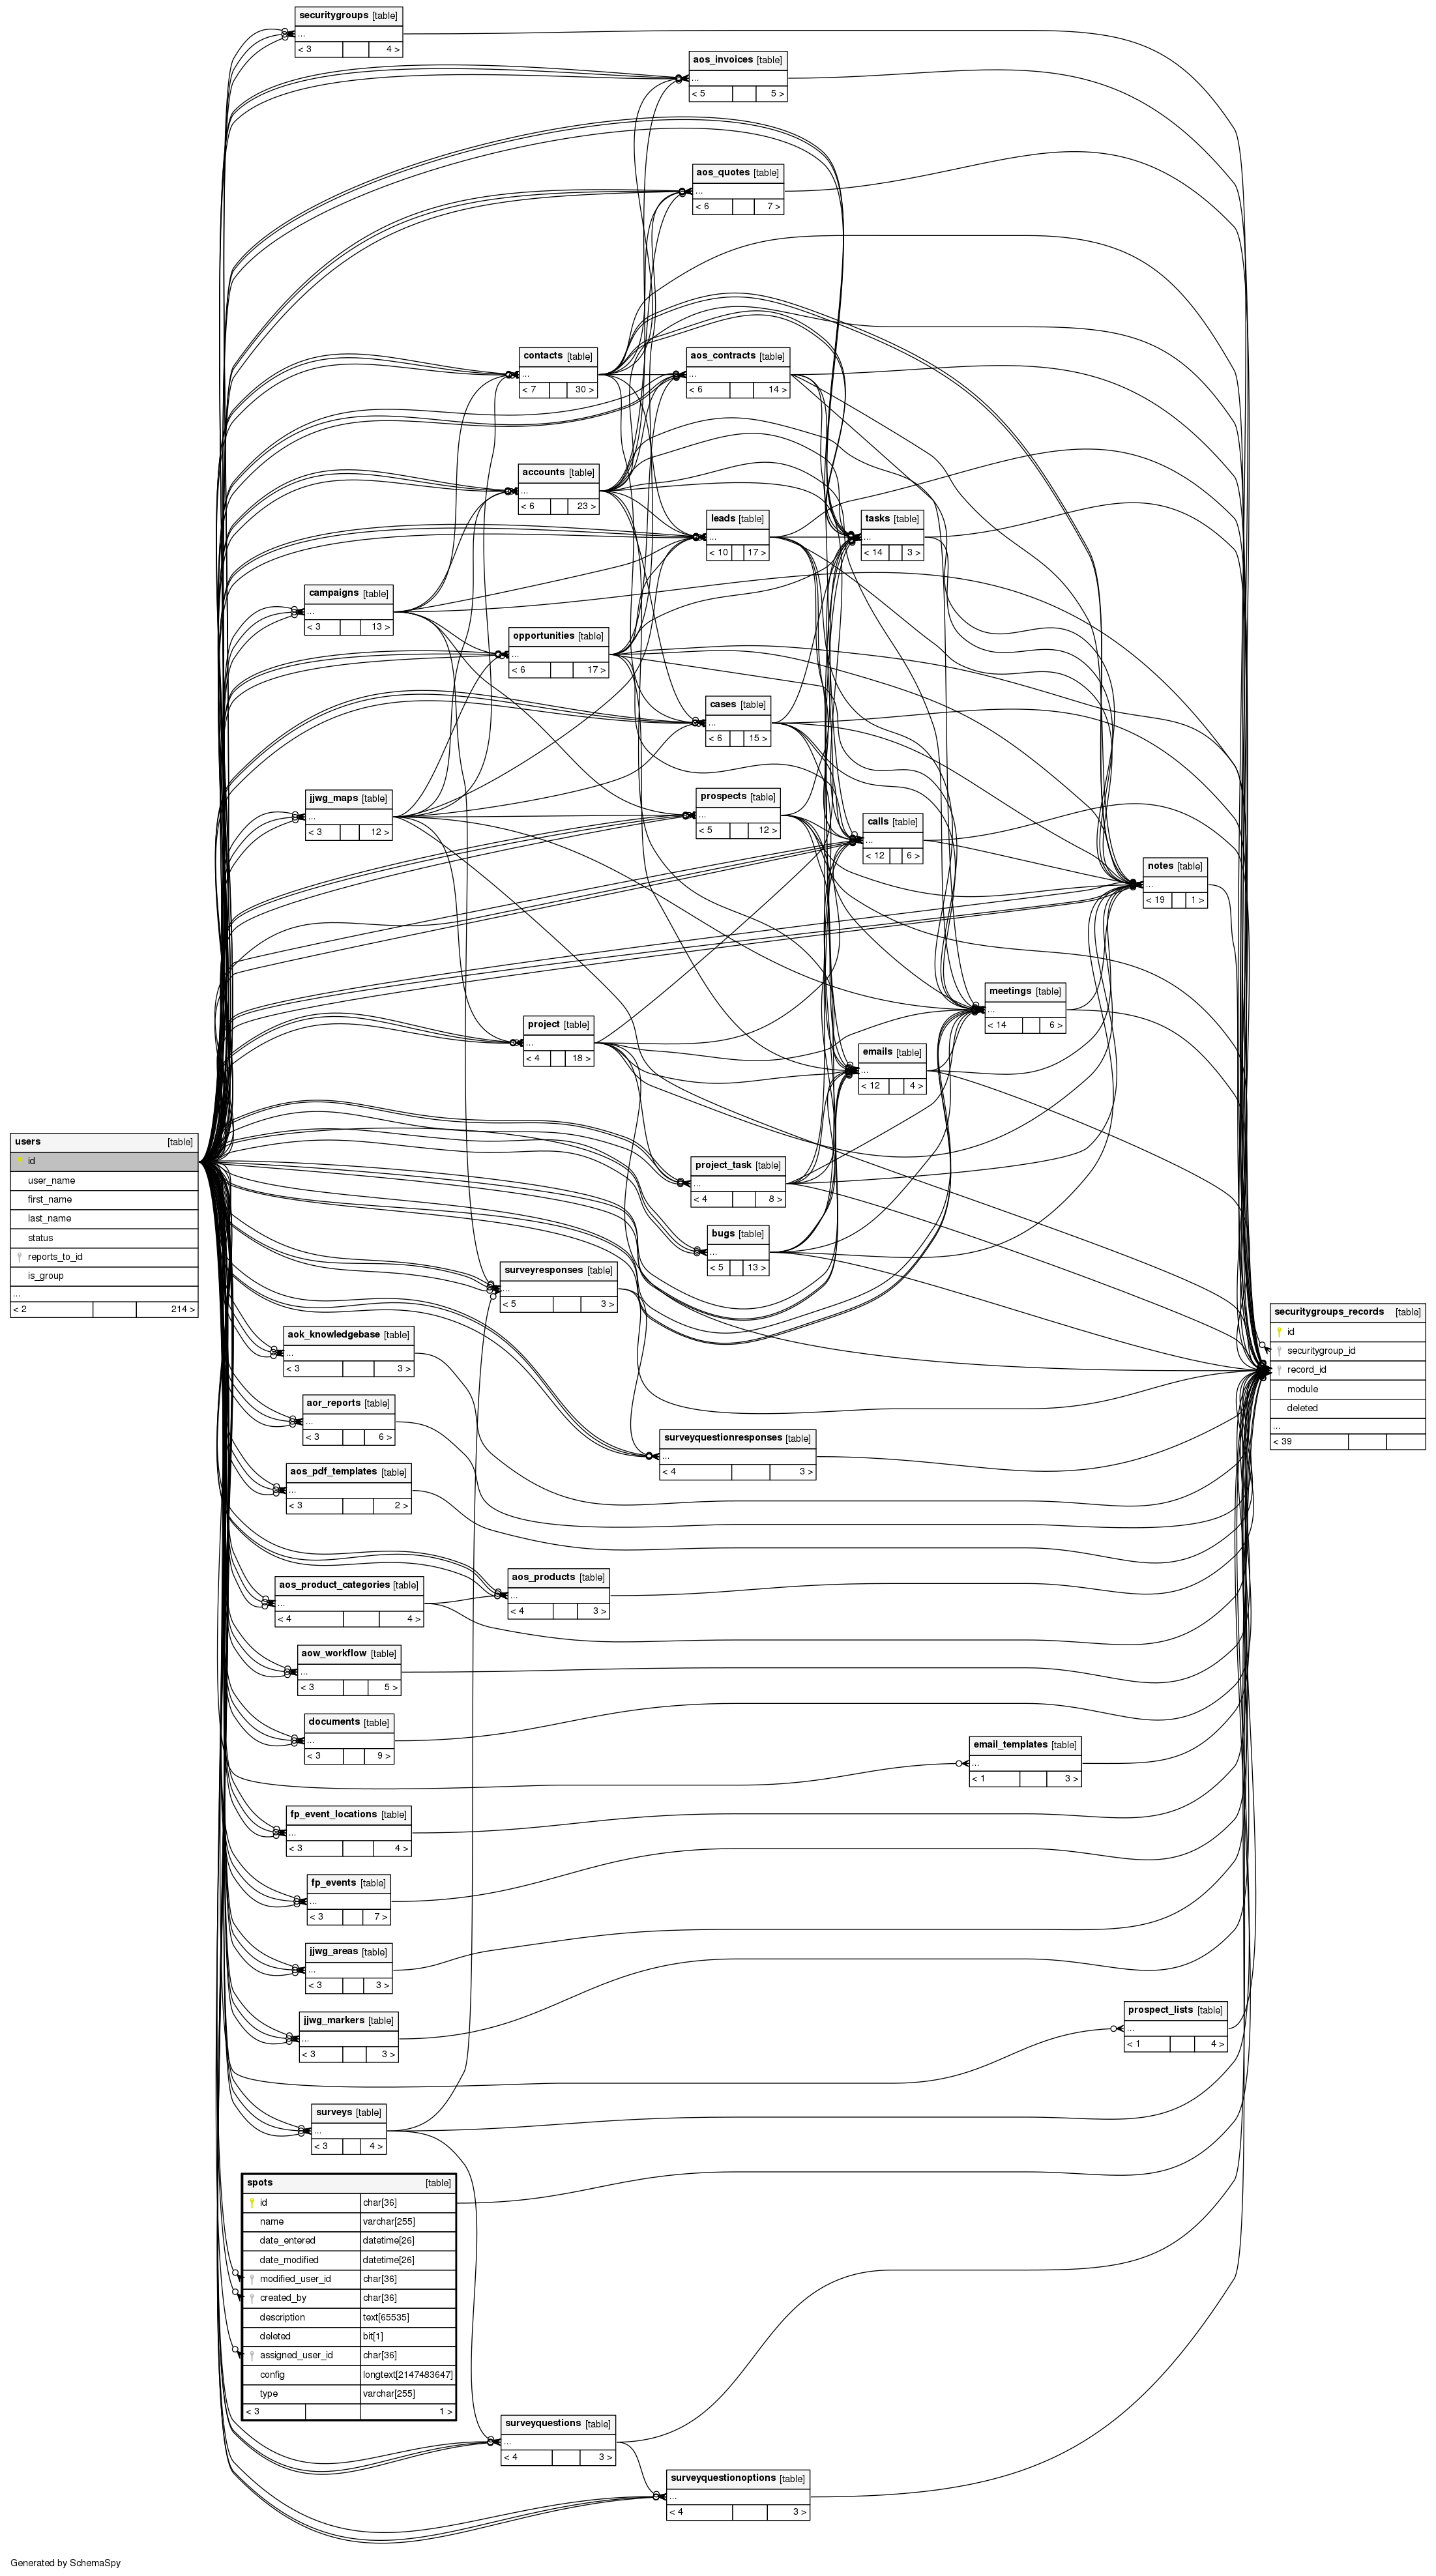 securitygroups [table]
...
< 3 4 >
aos_invoices [table]
...
< 5 5 >
aos_quotes [table]
...
< 6 7 >
contacts [table]
...
< 7 30 >
aos_contracts [table]
...
< 6 14 >
accounts [table]
...
< 6 23 >
leads [table]
...
< 10 17 >
tasks [table]
...
< 14 3 >
campaigns [table]
...
< 3 13 >
opportunities [table]
...
< 6 17 >
cases [table]
...
< 6 15 >
jjwg_maps [table]
...
< 3 12 >
prospects [table]
...
< 5 12 >
calls [table]
...
< 12 6 >
notes [table]
...
< 19 1 >
meetings [table]
...
< 14 6 >
project [table]
...
< 4 18 >
emails [table]
...
< 12 4 >
users [table]
id
user_name
first_name
last_name
status
reports_to_id
is_group
...
< 2 214 >
project_task [table]
...
< 4 8 >
bugs [table]
...
< 5 13 >
surveyresponses [table]
...
< 5 3 >
securitygroups_records [table]
id
securitygroup_id
record_id
module
deleted
...
< 39
aok_knowledgebase [table]
...
< 3 3 >
aor_reports [table]
...
< 3 6 >
surveyquestionresponses [table]
...
< 4 3 >
aos_pdf_templates [table]
...
< 3 2 >
aos_products [table]
...
< 4 3 >
aos_product_categories [table]
...
< 4 4 >
aow_workflow [table]
...
< 3 5 >
documents [table]
...
< 3 9 >
email_templates [table]
...
< 1 3 >
fp_event_locations [table]
...
< 3 4 >
fp_events [table]
...
< 3 7 >
jjwg_areas [table]
...
< 3 3 >
prospect_lists [table]
...
< 1 4 >
jjwg_markers [table]
...
< 3 3 >
surveys [table]
...
< 3 4 >
spots [table]
id char[36]
name varchar[255]
date_entered datetime[26]
date_modified datetime[26]
modified_user_id char[36]
created_by char[36]
description text[65535]
deleted bit[1]
assigned_user_id char[36]
config longtext[2147483647]
type varchar[255]
< 3 1 >
surveyquestions [table]
...
< 4 3 >
surveyquestionoptions [table]
...
< 4 3 >
Generated by SchemaSpy